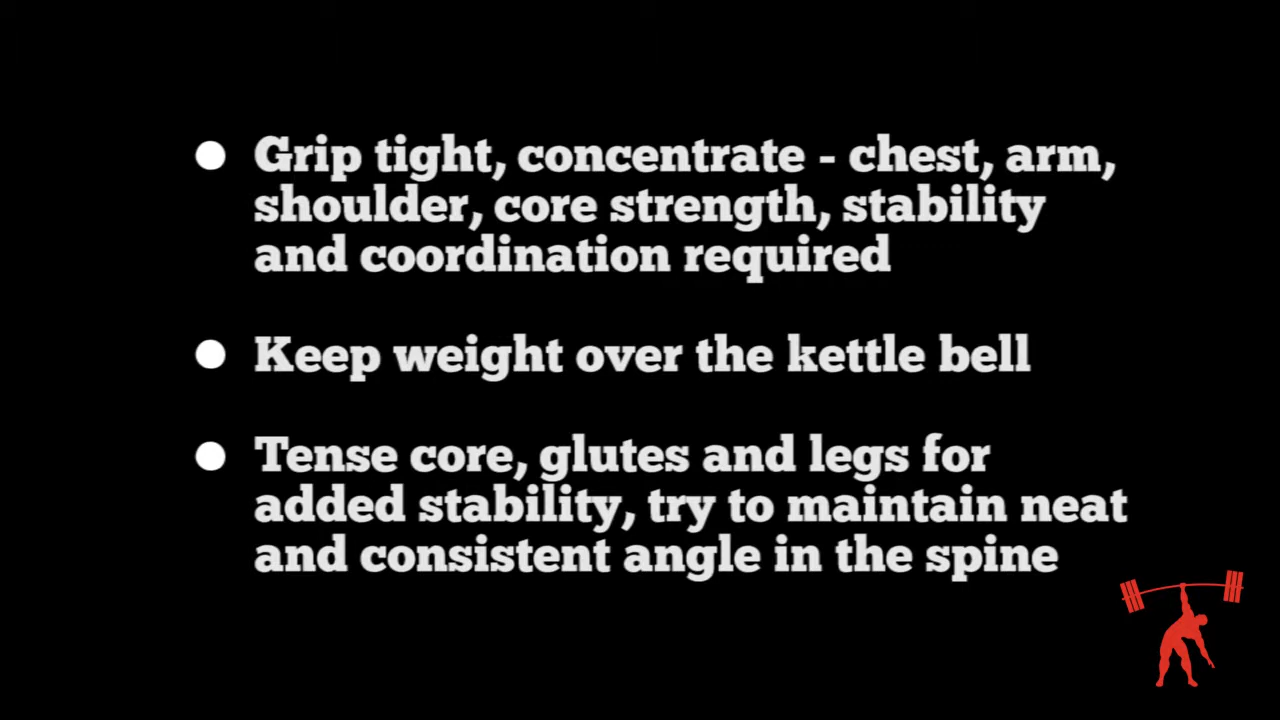 ● Grip tight, concentrate - chest, arm,
shoulder, core strength, stability
and coordination required
● Keep weight over the kettle bell
● Tense core, glutes and legs for
added stability, try to maintain neat
and consistent angle in the spine